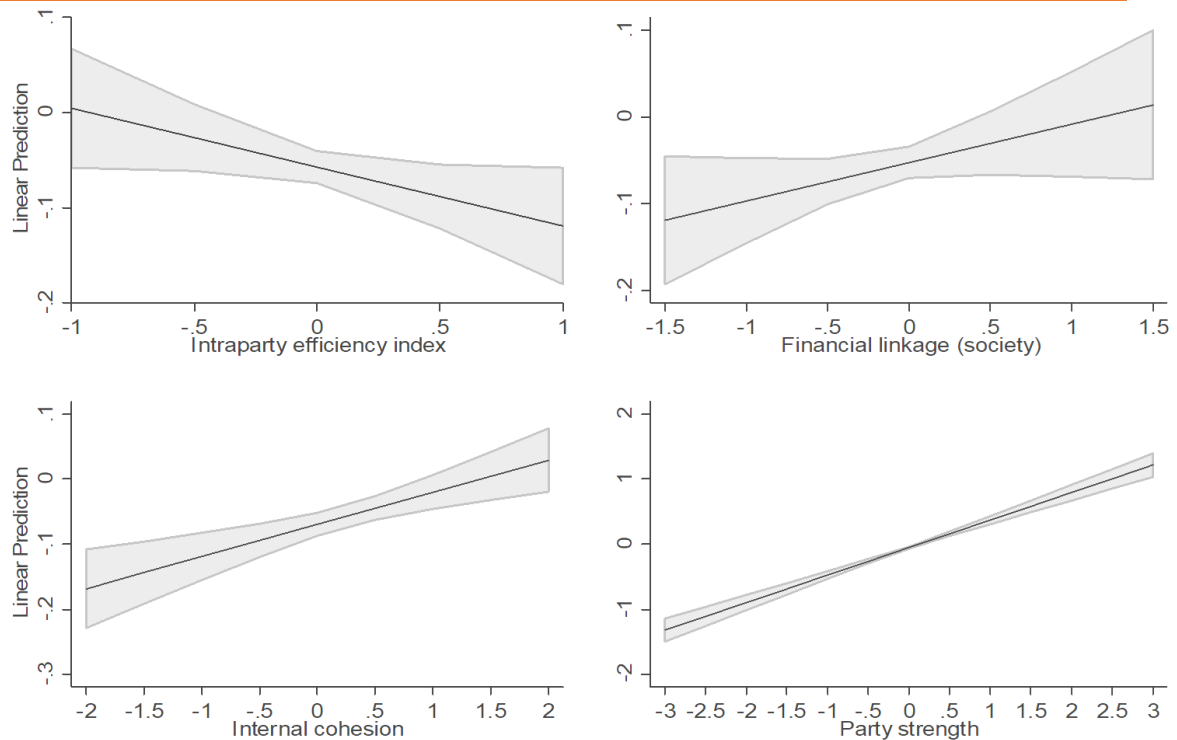 Linear Prediction
.1
0
-.1
-.2
-1 -.5 0 .5 1
Intraparty efficiency index
.1
0
-.1
-.2
-1.5 -1 -.5 0 .5 1 1.5
Financial linkage (society)
Linear Prediction
.1
0
-.1
-.2
-.3
-2 -1.5 -1 -.5 0 .5 1 1.5 2
Internal cohesion
2
1
0
-1
-2
-3 -2.5 -2 -1.5 -1 -.5 0 .5 1 1.5 2 2.5 3
Party strength